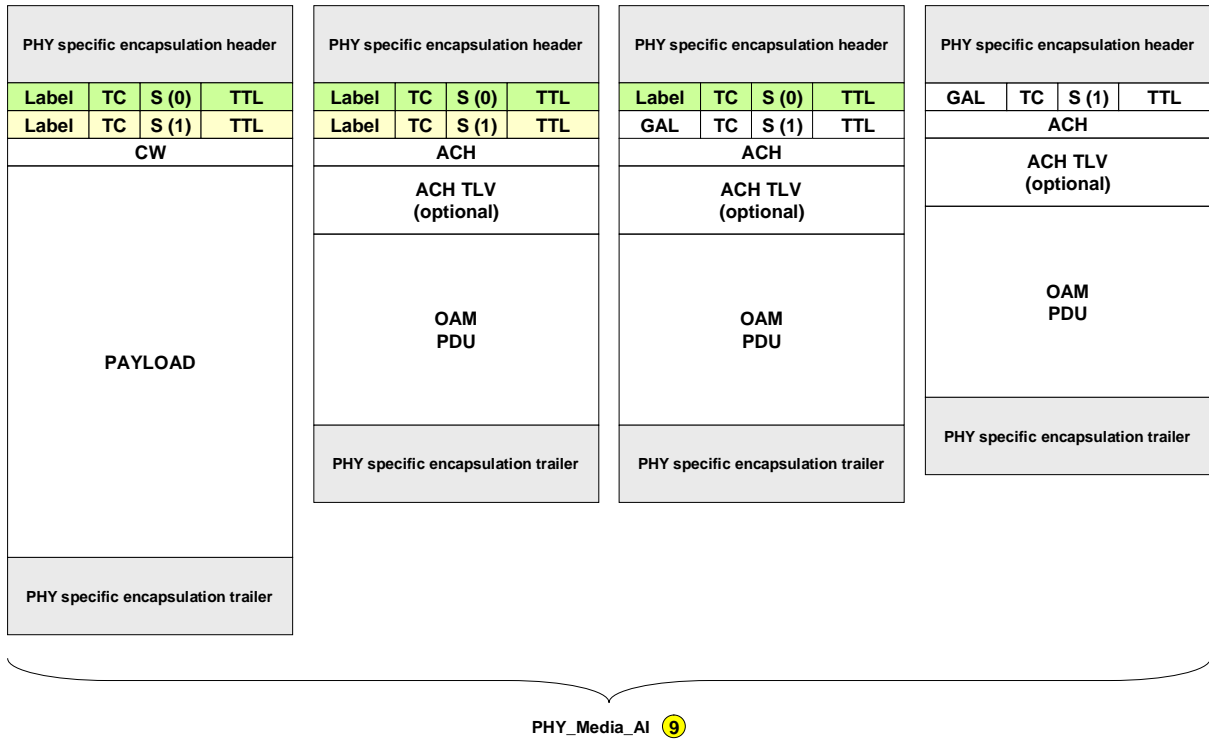 PHY specific encapsulation header
Label TC S (0) TTL
Label TC S (1) TTL
CW
PAYLOAD
PHY specific encapsulation trailer
PHY specific encapsulation header
Label TC S (0) TTL
Label TC S (1) TTL
ACH
ACH TLV
(optional)
OAM
PDU
PHY specific encapsulation trailer
PHY specific encapsulation header
Label TC S (0) TTL
GAL TC S (1) TTL
ACH
ACH TLV
(optional)
OAM
PDU
PHY specific encapsulation trailer
PHY specific encapsulation header
GAL TC S (1) TTL
ACH
ACH TLV
(optional)
OAM
PDU
PHY specific encapsulation trailer
PHY_Media_AI 9